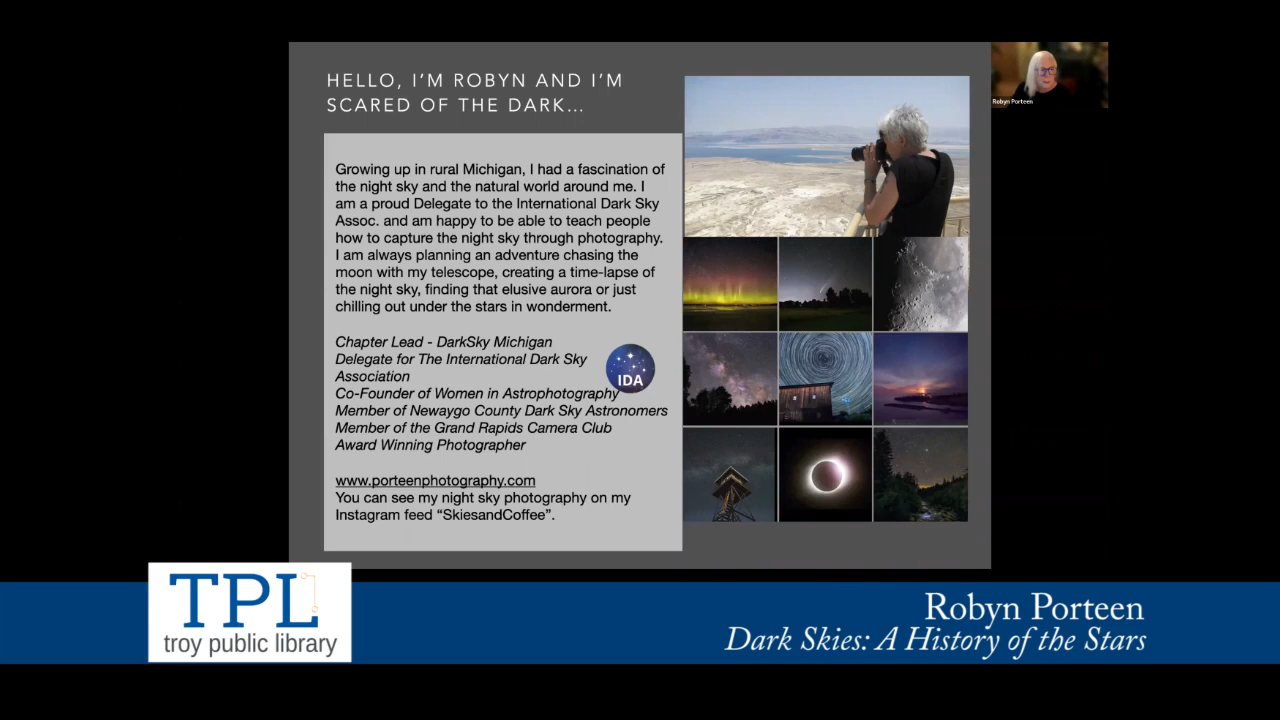 HELLO, I'M ROBYN AND I'M
SCARED OF THE DARK...
Robyn Porteen
Growing up in rural Michigan, I had a fascination of
the night sky and the natural world around me. I
am a proud Delegate to the International Dark Sky
Assoc. and am happy to be able to teach people
how to capture the night sky through photography.
I am always planning an adventure chasing the
moon with my telescope, creating a time-lapse of
the night sky, finding that elusive aurora or just
chilling out under the stars in wonderment.
Chapter Lead - DarkSky Michigan
Delegate for The International Dark Sky
Association
IDA
Co-Founder of Women in Astrophotography
Member of Newaygo County Dark Sky Astronomers
Member of the Grand Rapids Camera Club
Award Winning Photographer
www.porteenphotography.com
You can see my night sky photography on my
Instagram feed “SkiesandCoffee”.
TPL
troy public library
Robyn Porteen
Dark Skies: A History of the Stars